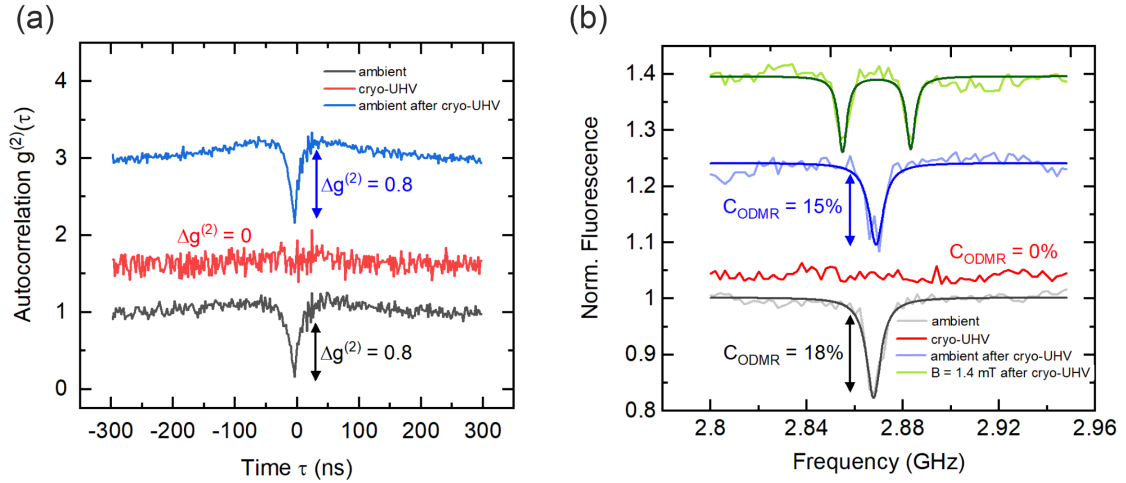 (a)
Autocorrelation g⁽²⁾(τ)
4
3
2
1
0
ambient
cryo-UHV
ambient after cryo-UHV
Δg⁽²⁾ = 0.8
Δg⁽²⁾ = 0
Δg⁽²⁾ = 0.8
-300 -200 -100 0 100 200 300
Time τ (ns)
(b)
Norm. Fluorescence
1.4
1.3
1.2
1.1
1
0.9
0.8
C_ODMR = 15%
C_ODMR = 0%
C_ODMR = 18%
ambient
cryo-UHV
ambient after cryo-UHV
B = 1.4 mT after cryo-UHV
2.8 2.84 2.88 2.92 2.96
Frequency (GHz)